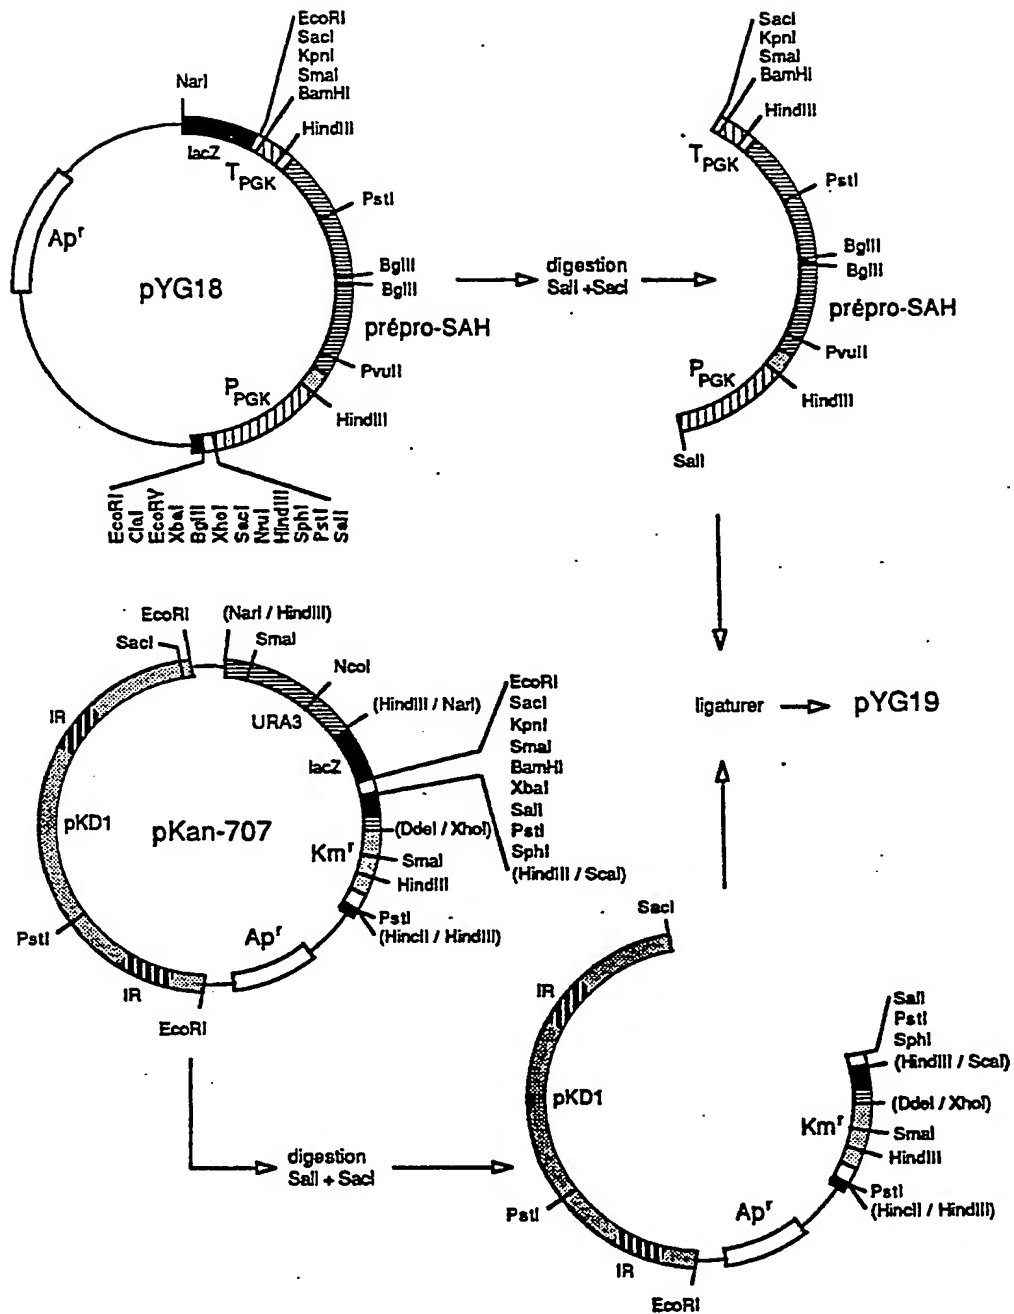 EcoRI
SacI
KpnI
SmaI
BamHI
NarI
HindIII
lacZ
TPGK
PstI
Apr
BglII
BglII
pYG18
prépro-SAH
PvuII
PPGK
HindIII
EcoRI
ClaI
EcoRV
XbaI
BglII
XhoI
SacI
NruI
HindIII
SphI
PstI
SalI
digestion
SalI +SacI
SacI
KpnI
SmaI
BamHI
HindIII
TPGK
PstI
BglII
BglII
prépro-SAH
PvuII
PPGK
HindIII
SalI
EcoRI
(NarI / HindIII)
SacI
SmaI
NcoI
IR
URA3
(HindIII / NarI)
lacZ
EcoRI
SacI
KpnI
SmaI
BamHI
XbaI
SalI
PstI
SphI
(HindIII / ScaI)
pKD1
pKan-707
(DdeI / XhoI)
Kmr
SmaI
HindIII
PstI
(HincII / HindIII)
PstI
Apr
IR
EcoRI
ligaturer
pYG19
digestion
SalI + SacI
SacI
IR
SalI
PstI
SphI
(HindIII / ScaI)
pKD1
(DdeI / XhoI)
Kmr
SmaI
HindIII
PstI
(HincII / HindIII)
PstI
Apr
IR
EcoRI